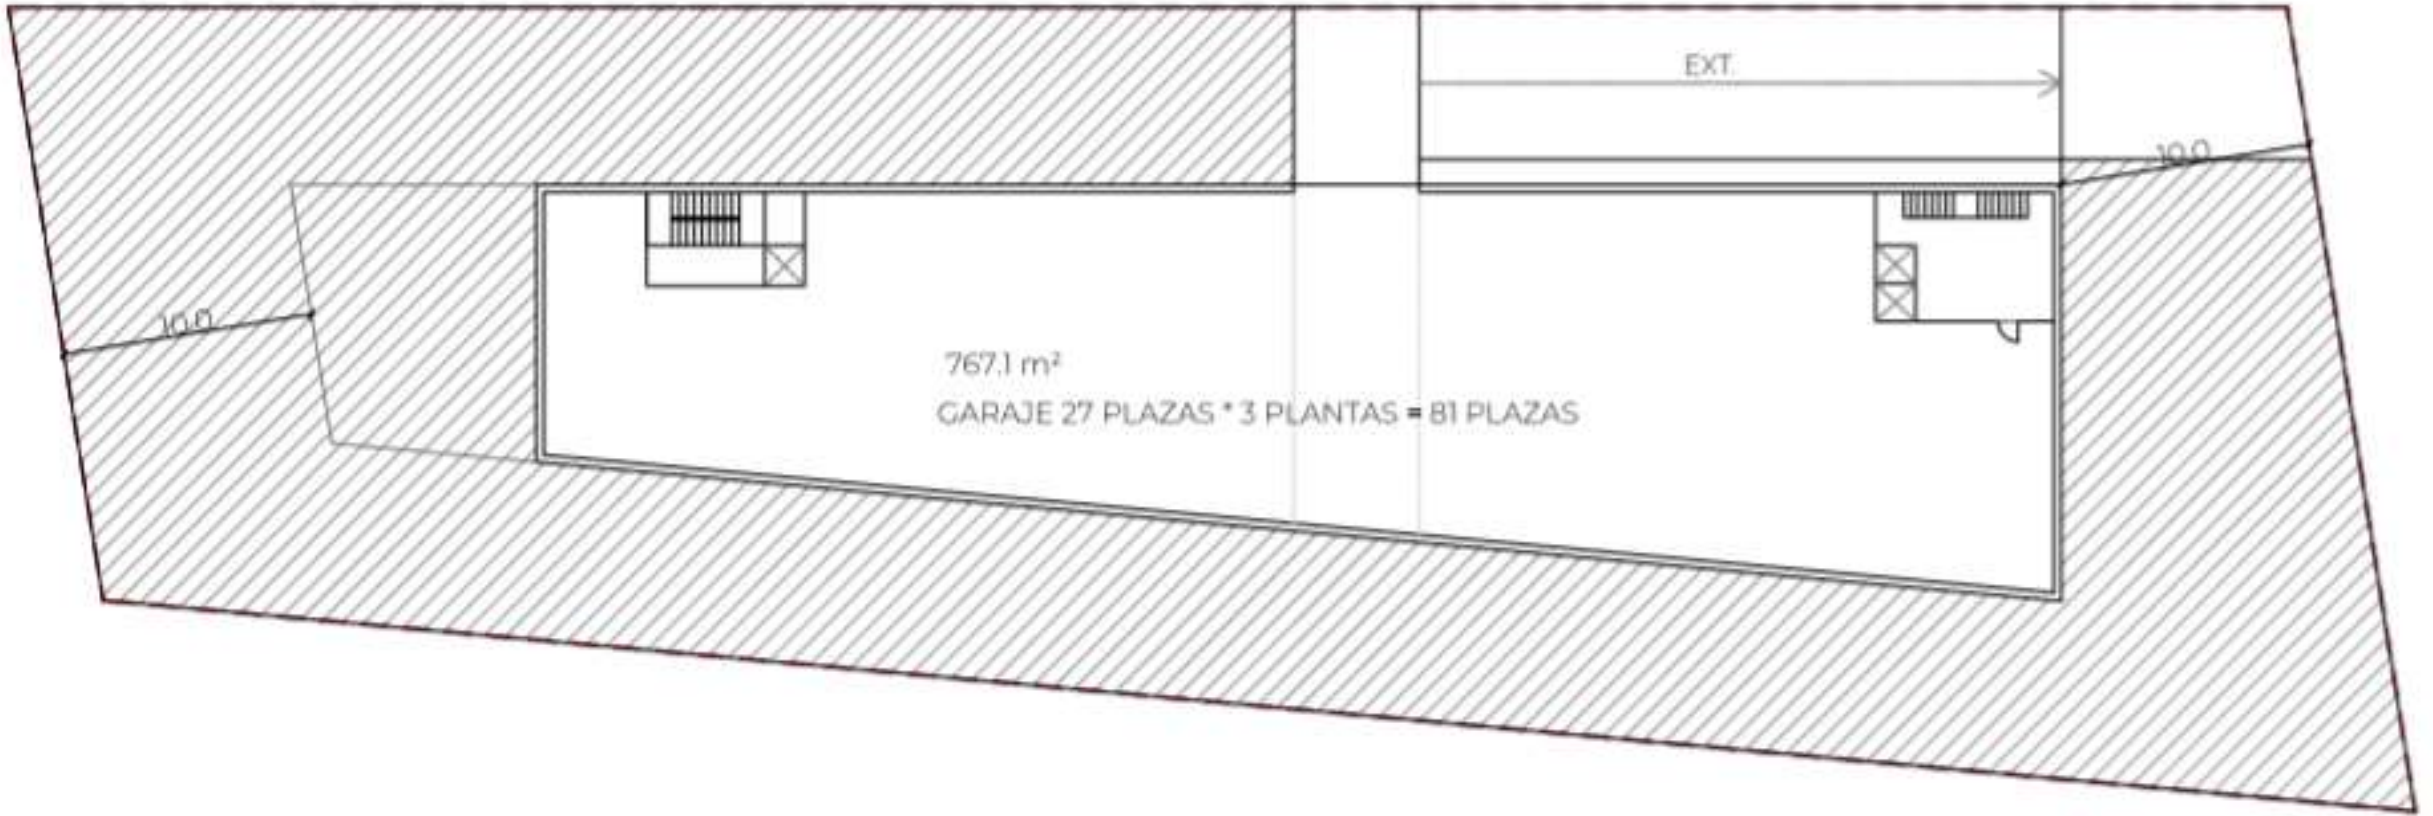 EXT.
10.0
10.0
767.1 m²
GARAJE 27 PLAZAS * 3 PLANTAS = 81 PLAZAS